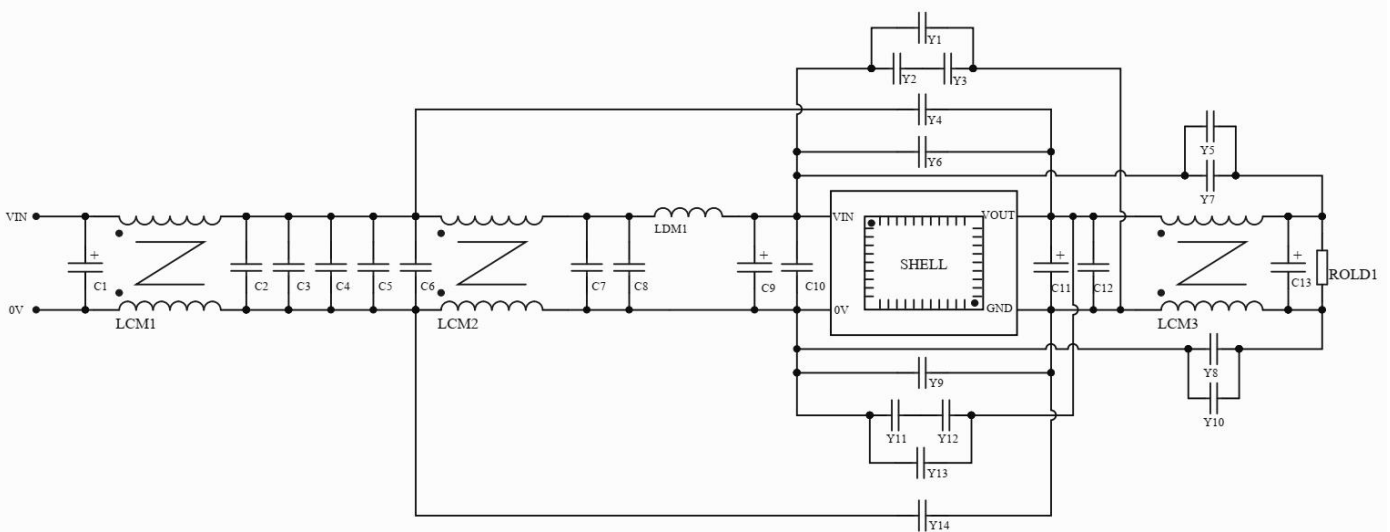 Y1
Y2
Y3
Y4
Y5
Y6
Y7
VIN
LDM1
VIN
VOUT
SHELL
+
C1
C2
C3
C4
C5
C6
C7
C8
+
C9
C10
+
C11
C12
+
C13
ROLD1
0V
LCM1
LCM2
0V
GND
LCM3
Y8
Y9
Y10
Y11
Y12
Y13
Y14